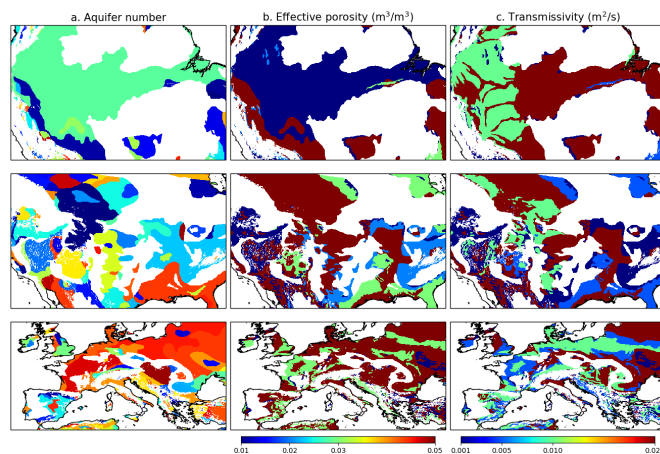 a. Aquifer number
b. Effective porosity (m³/m³)
c. Transmissivity (m²/s)
0.01 0.02 0.03 0.05
0.001 0.005 0.010 0.02